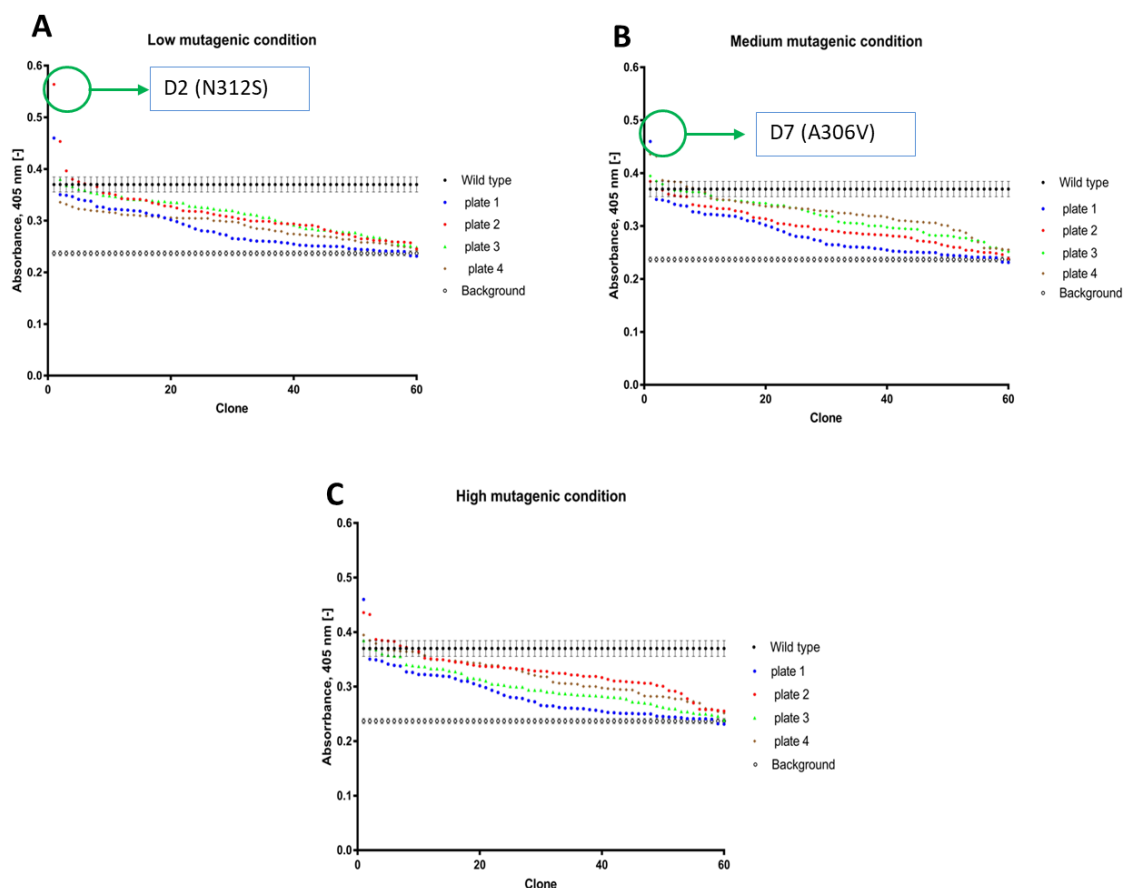 A
Low mutagenic condition
D2 (N312S)
Absorbance, 405 nm [-]
0.6
0.5
0.4
0.3
0.2
0.1
0.0
0
20
40
60
Clone
Wild type
plate 1
plate 2
plate 3
plate 4
Background
B
Medium mutagenic condition
D7 (A306V)
Absorbance, 405 nm [-]
0.6
0.5
0.4
0.3
0.2
0.1
0.0
0
20
40
60
Clone
Wild type
plate 1
plate 2
plate 3
plate 4
Background
C
High mutagenic condition
Absorrbance, 405 nm [-]
0.6
0.5
0.4
0.3
0.2
0.1
0.0
0
20
40
60
Clone
Wild type
plate 1
plate 2
plate 3
plate 4
Background